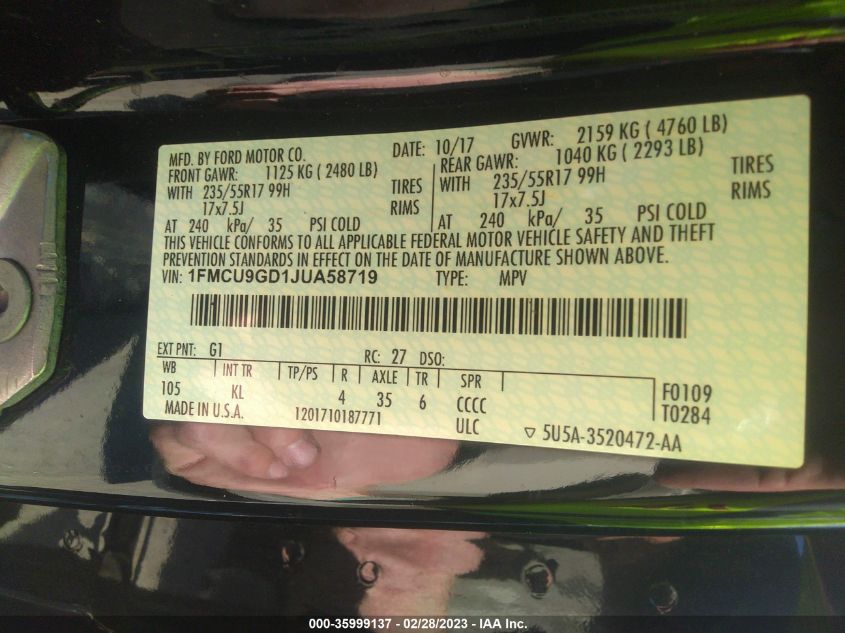 MFD. BY FORD MOTOR CO. DATE: 10/17 GVWR: 2159 KG ( 4760 LB)
FRONT GAWR: 1125 KG ( 2480 LB) REAR GAWR: 1040 KG ( 2293 LB)
WITH 235/55R17 99H TIRES WITH 235/55R17 99H TIRES
17x7.5J RIMS 17x7.5J RIMS
AT 240 kPa/ 35 PSI COLD AT 240 kPa/ 35 PSI COLD
THIS VEHICLE CONFORMS TO ALL APPLICABLE FEDERAL MOTOR VEHICLE SAFETY AND THEFT
PREVENTION STANDARDS IN EFFECT ON THE DATE OF MANUFACTURE SHOWN ABOVE.
VIN: 1FMCU9GD1JUA58719 TYPE: MPV
EXT PNT: G1 RC: 27 DSO:
WB INT TR TP/PS R AXLE TR SPR F0109
105 KL 4 35 6 CCCC T0284
MADE IN U.S.A. 1201710187771 ULC ▽ 5U5A-3520472-AA
000-35999137 - 02/28/2023 - IAA Inc.